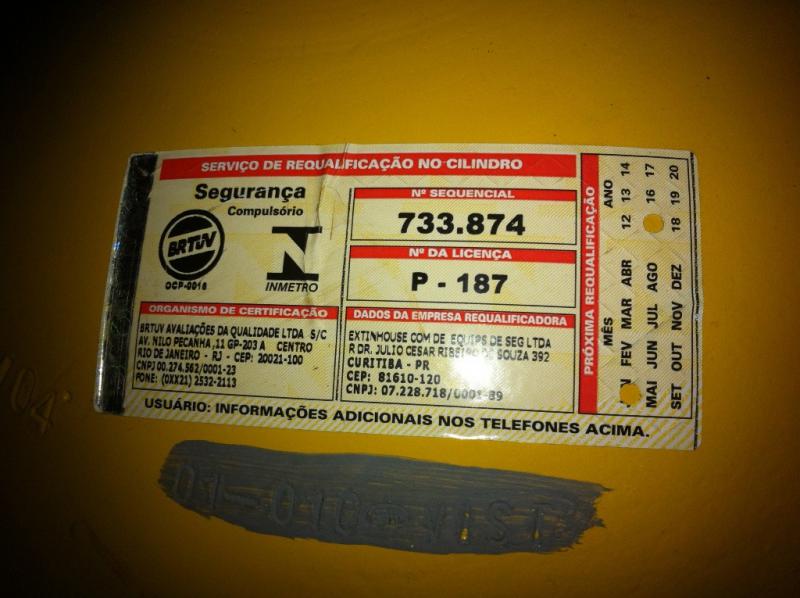 SERVIÇO DE REQUALIFICAÇÃO NO CILINDRO
Segurança
Compulsório
BRTUV
OCP-0018
INMETRO
Nº SEQUENCIAL
733.874
Nº DA LICENÇA
P - 187
ORGANISMO DE CERTIFICAÇÃO
BRTUV AVALIAÇÕES DA QUALIDADE LTDA S/C
AV. NILO PEÇANHA ,11 GP-203 A CENTRO
RIO DE JANEIRO - RJ - CEP: 20021-100
CNPJ 00.274.562/0001-23
FONE: (0XX21) 2532-2113
DADOS DA EMPRESA REQUALIFICADORA
EXTINHOUSE COM DE EQUIPS DE SEG LTDA
R DR. JULIO CESAR RIBEIRO DE SOUZA 392
CURITIBA - PR
CEP: 81610-120
CNPJ: 07.228.718/0001-89
PRÓXIMA REQUALIFICAÇÃO
ANO
12 13 14
16 17
18 19 20
MÊS
FEV MAR ABR
MAI JUN JUL AGO
SET OUT NOV DEZ
USUÁRIO: INFORMAÇÕES ADICIONAIS NOS TELEFONES ACIMA.